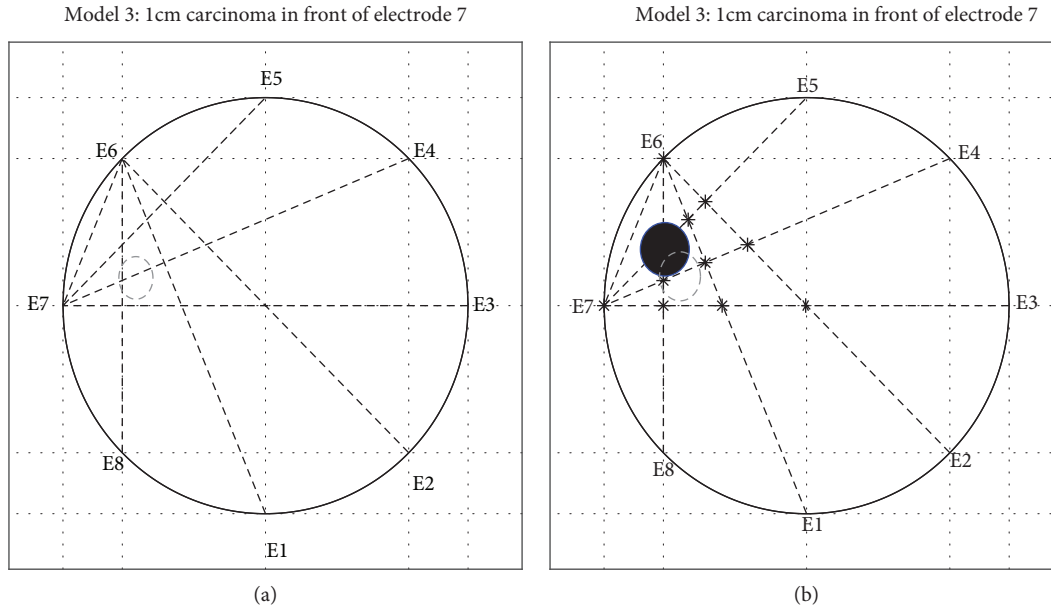 Model 3: 1cm carcinoma in front of electrode 7
E5
E6
E4
E7
E3
E8
E2
E1
(a)
Model 3: 1cm carcinoma in front of electrode 7
E5
E6
E4
E7
E3
E8
E2
E1
(b)